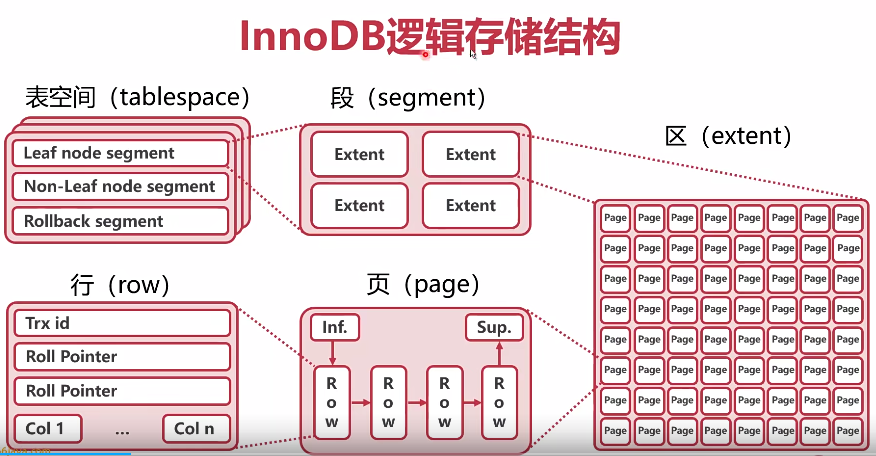 InnoDB逻辑存储结构
表空间（tablespace）
Leaf node segment
Non-Leaf node segment
Rollback segment
段（segment）
Extent Extent
Extent Extent
区（extent）
Page Page Page Page Page Page Page Page
Page Page Page Page Page Page Page Page
Page Page Page Page Page Page Page Page
Page Page Page Page Page Page Page Page
Page Page Page Page Page Page Page Page
Page Page Page Page Page Page Page Page
Page Page Page Page Page Page Page Page
Page Page Page Page Page Page Page Page
行（row）
Trx id
Roll Pointer
Roll Pointer
Col 1 ... Col n
页（page）
Inf. Sup.
Row Row Row Row